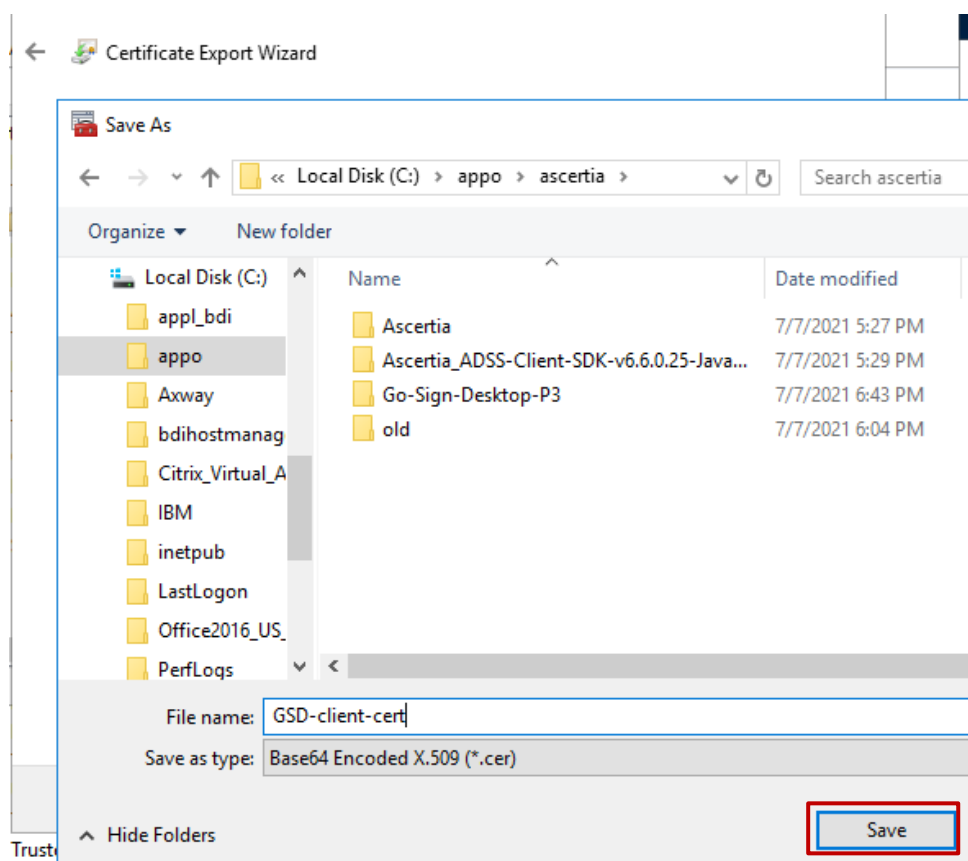 Certificate Export Wizard
Save As
« Local Disk (C:) › appo › ascertia ›
Search ascertia
Organize
New folder
Local Disk (C:)
Name
Date modified
appl_bdi
Ascertia
7/7/2021 5:27 PM
appo
Ascertia_ADSS-Client-SDK-v6.6.0.25-Java...
7/7/2021 5:29 PM
Axway
Go-Sign-Desktop-P3
7/7/2021 6:43 PM
bdihostmanag
old
7/7/2021 6:04 PM
Citrix_Virtual_A
IBM
inetpub
LastLogon
Office2016_US_
PerfLogs
File name: GSD-client-cert
Save as type: Base64 Encoded X.509 (*.cer)
Hide Folders
Save
Trust